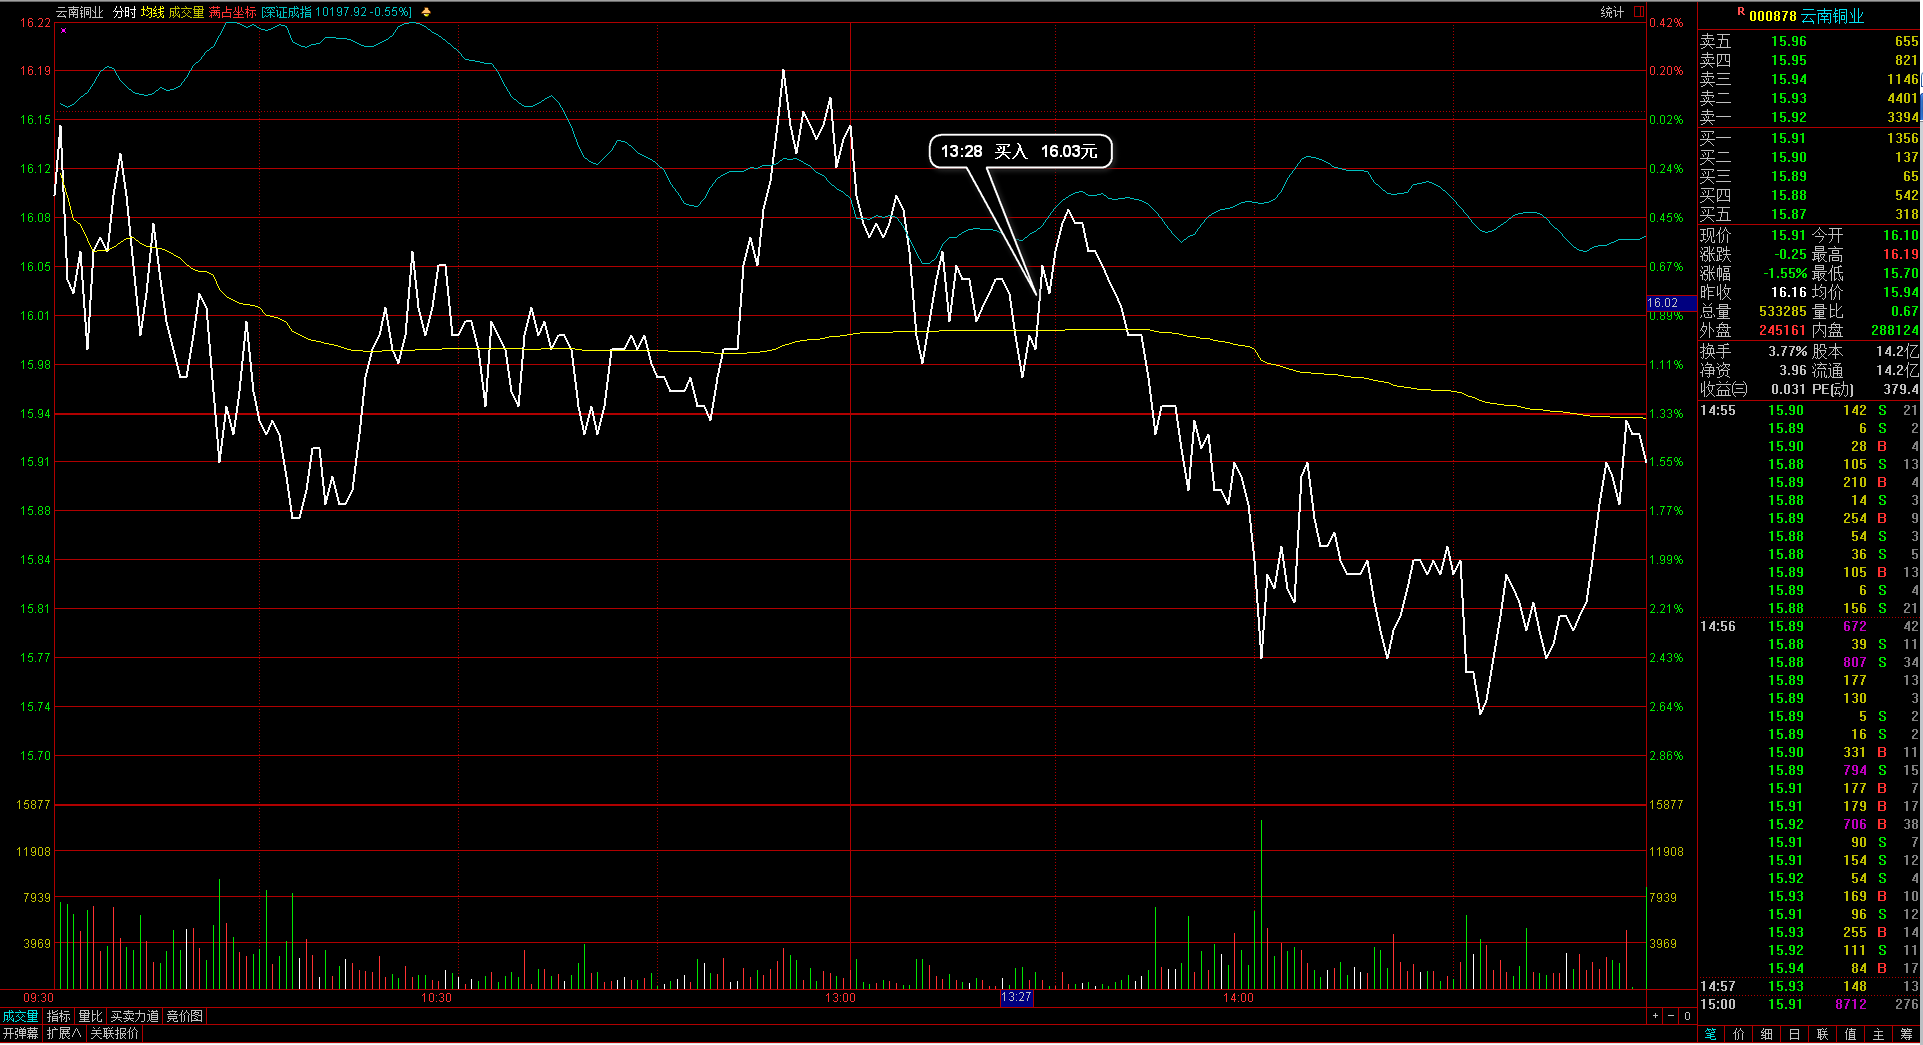 云南铜业 分时 均线 成交量 满占坐标 [深证成指 10197.92 -0.55%]
统计
16.22
16.19
16.15
16.12
16.08
16.05
16.01
15.98
15.94
15.91
15.88
15.84
15.81
15.77
15.74
15.70
15877
11908
7939
3969
13:28 买入 16.03元
0.42%
0.20%
0.02%
0.24%
0.45%
0.67%
16.02
0.89%
1.11%
1.33%
1.55%
1.77%
1.99%
2.21%
2.43%
2.64%
2.86%
15877
11908
7939
3969
09:30 10:30 13:00 13:27 14:00
成交量 指标 量比 买卖力道 竞价图
+ - 0
开弹幕 扩展∧ 关联报价
R 000878 云南铜业
卖五 15.96 655
卖四 15.95 821
卖三 15.94 1146
卖二 15.93 4401
卖一 15.92 3394
买一 15.91 1356
买二 15.90 137
买三 15.89 65
买四 15.88 542
买五 15.87 318
现价 15.91 今开 16.10
涨跌 -0.25 最高 16.19
涨幅 -1.55% 最低 15.70
昨收 16.16 均价 15.94
总量 533285 量比 0.67
外盘 245161 内盘 288124
换手 3.77% 股本 14.2亿
净资 3.96 流通 14.2亿
收益㈢ 0.031 PE(动) 379.4
14:55 15.90 142 S 21
15.89 6 S 2
15.90 28 B 4
15.88 105 S 13
15.89 210 B 4
15.88 14 S 3
15.89 254 B 9
15.88 54 S 3
15.88 36 S 5
15.89 105 B 13
15.89 6 S 4
15.88 156 S 21
14:56 15.89 672 42
15.88 39 S 11
15.88 807 S 34
15.89 177 13
15.89 130 3
15.89 5 S 2
15.89 16 S 2
15.90 331 B 11
15.89 794 S 15
15.91 177 B 7
15.91 179 B 17
15.92 706 B 38
15.91 90 S 7
15.91 154 S 12
15.92 54 S 4
15.93 169 B 10
15.91 96 S 12
15.93 255 B 14
15.92 111 S 11
15.94 84 B 17
14:57 15.93 148 13
15:00 15.91 8712 276
笔 价 细 日 联 值 主 筹